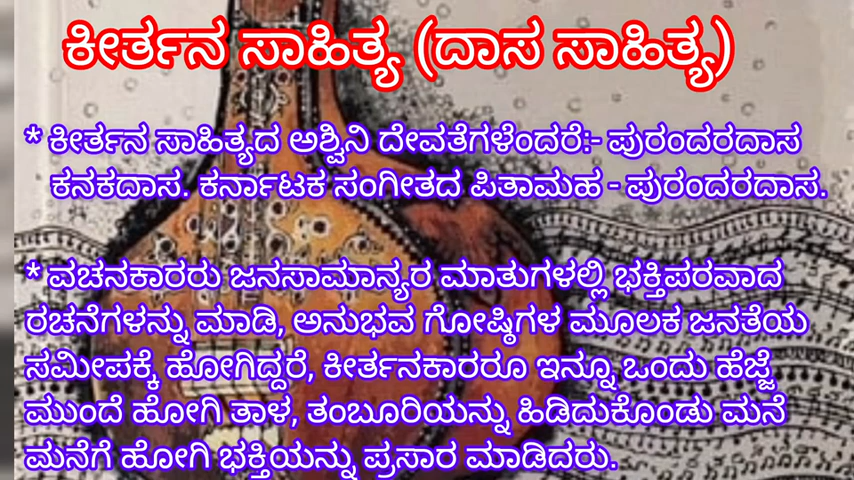 ಕೀರ್ತನ ಸಾಹಿತ್ಯ (ದಾಸ ಸಾಹಿತ್ಯ)
* ಕೀರ್ತನ ಸಾಹಿತ್ಯದ ಅಶ್ವಿನಿ ದೇವತೆಗಳೆಂದರೆ:- ಪುರಂದರದಾಸ
ಕನಕದಾಸ. ಕರ್ನಾಟಕ ಸಂಗೀತದ ಪಿತಾಮಹ - ಪುರಂದರದಾಸ.
* ವಚನಕಾರರು ಜನಸಾಮಾನ್ಯರ ಮಾತುಗಳಲ್ಲಿ ಭಕ್ತಿಪರವಾದ
ರಚನೆಗಳನ್ನು ಮಾಡಿ, ಅನುಭವ ಗೋಷ್ಠಿಗಳ ಮೂಲಕ ಜನತೆಯ
ಸಮೀಪಕ್ಕೆ ಹೋಗಿದ್ದರೆ, ಕೀರ್ತನಕಾರರೂ ಇನ್ನೂ ಒಂದು ಹೆಜ್ಜೆ
ಮುಂದೆ ಹೋಗಿ ತಾಳ, ತಂಬೂರಿಯನ್ನು ಹಿಡಿದುಕೊಂಡು ಮನೆ
ಮನೆಗೆ ಹೋಗಿ ಭಕ್ತಿಯನ್ನು ಪ್ರಸಾರ ಮಾಡಿದರು.